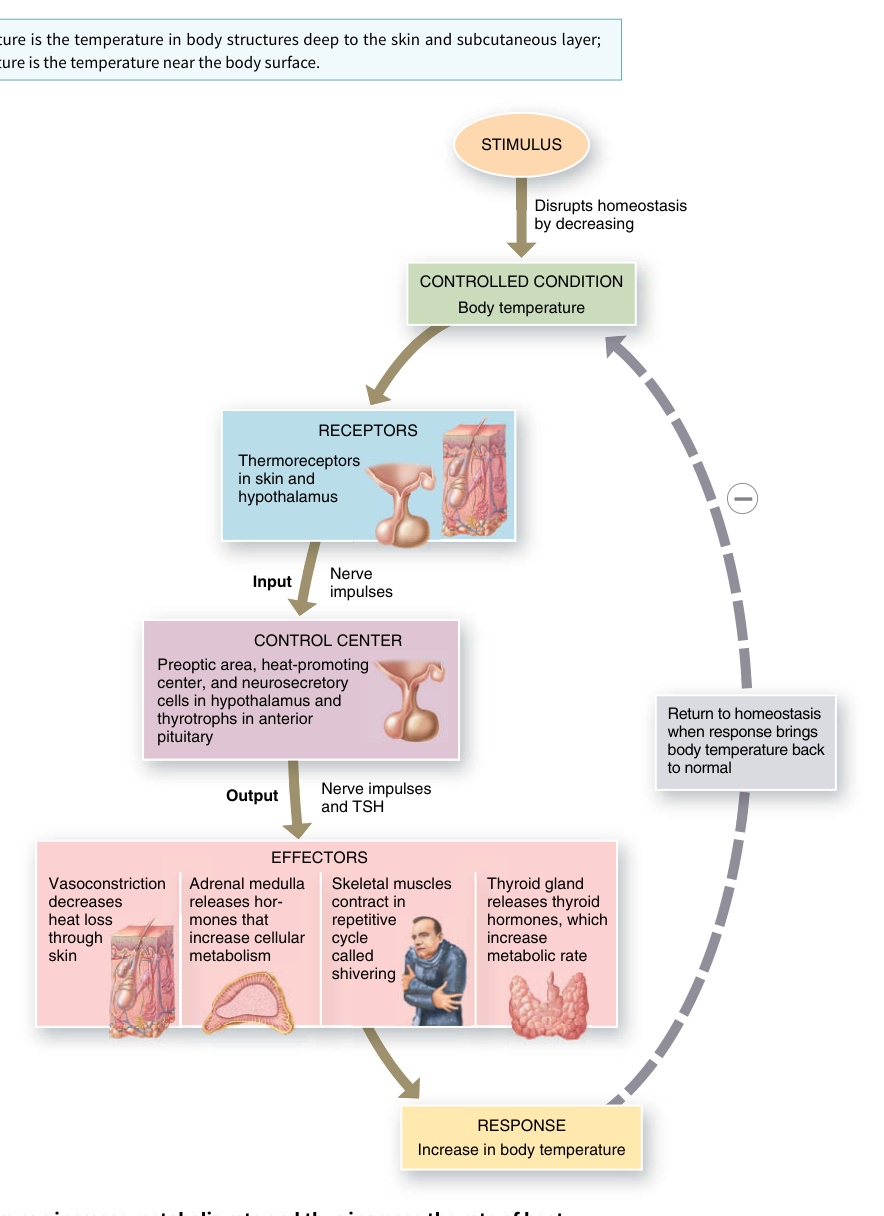 ture is the temperature in body structures deep to the skin and subcutaneous layer;
ture is the temperature near the body surface.
STIMULUS
Disrupts homeostasis
by decreasing
CONTROLLED CONDITION
Body temperature
RECEPTORS
Thermoreceptors
in skin and
hypothalamus
Input
Nerve
impulses
CONTROL CENTER
Preoptic area, heat-promoting
center, and neurosecretory
cells in hypothalamus and
thyrotrophs in anterior
pituitary
Return to homeostasis
when response brings
body temperature back
to normal
Output
Nerve impulses
and TSH
EFFECTORS
Vasoconstriction
decreases
heat loss
through
skin
Adrenal medulla
releases hor-
mones that
increase cellular
metabolism
Skeletal muscles
contract in
repetitive
cycle
called
shivering
Thyroid gland
releases thyroid
hormones, which
increase
metabolic rate
RESPONSE
Increase in body temperature